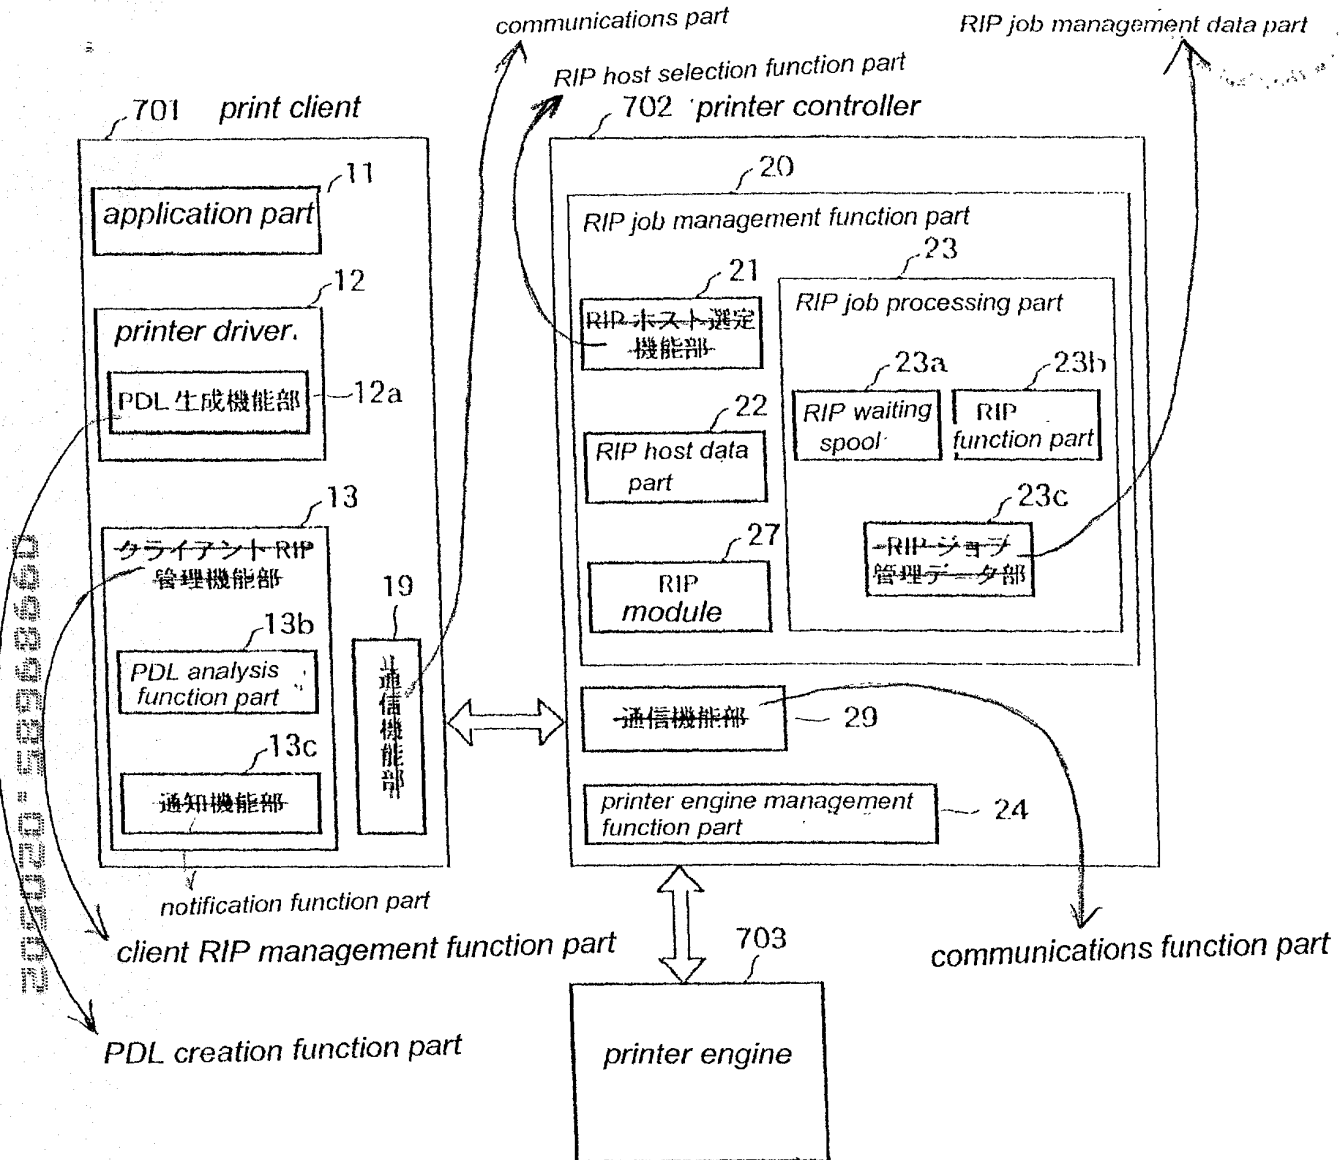 communications part
RIP job management data part
RIP host selection function part
701 print client
702 printer controller
11
application part
20
RIP job management function part
12
printer driver.
PDL 生成機能部
12a
21
RIP ホスト選定
機能部
23
RIP job processing part
22
RIP host data
part
23a
RIP waiting
spool
23b
RIP
function part
13
クライアント RIP
管理機能部
27
RIP
module
23c
RIP ジョブ
管理データ部
13b
PDL analysis
function part
19
通信機能部
13c
通知機能部
通信機能部
29
printer engine management
function part
24
notification function part
client RIP management function part
703
communications function part
PDL creation function part
printer engine